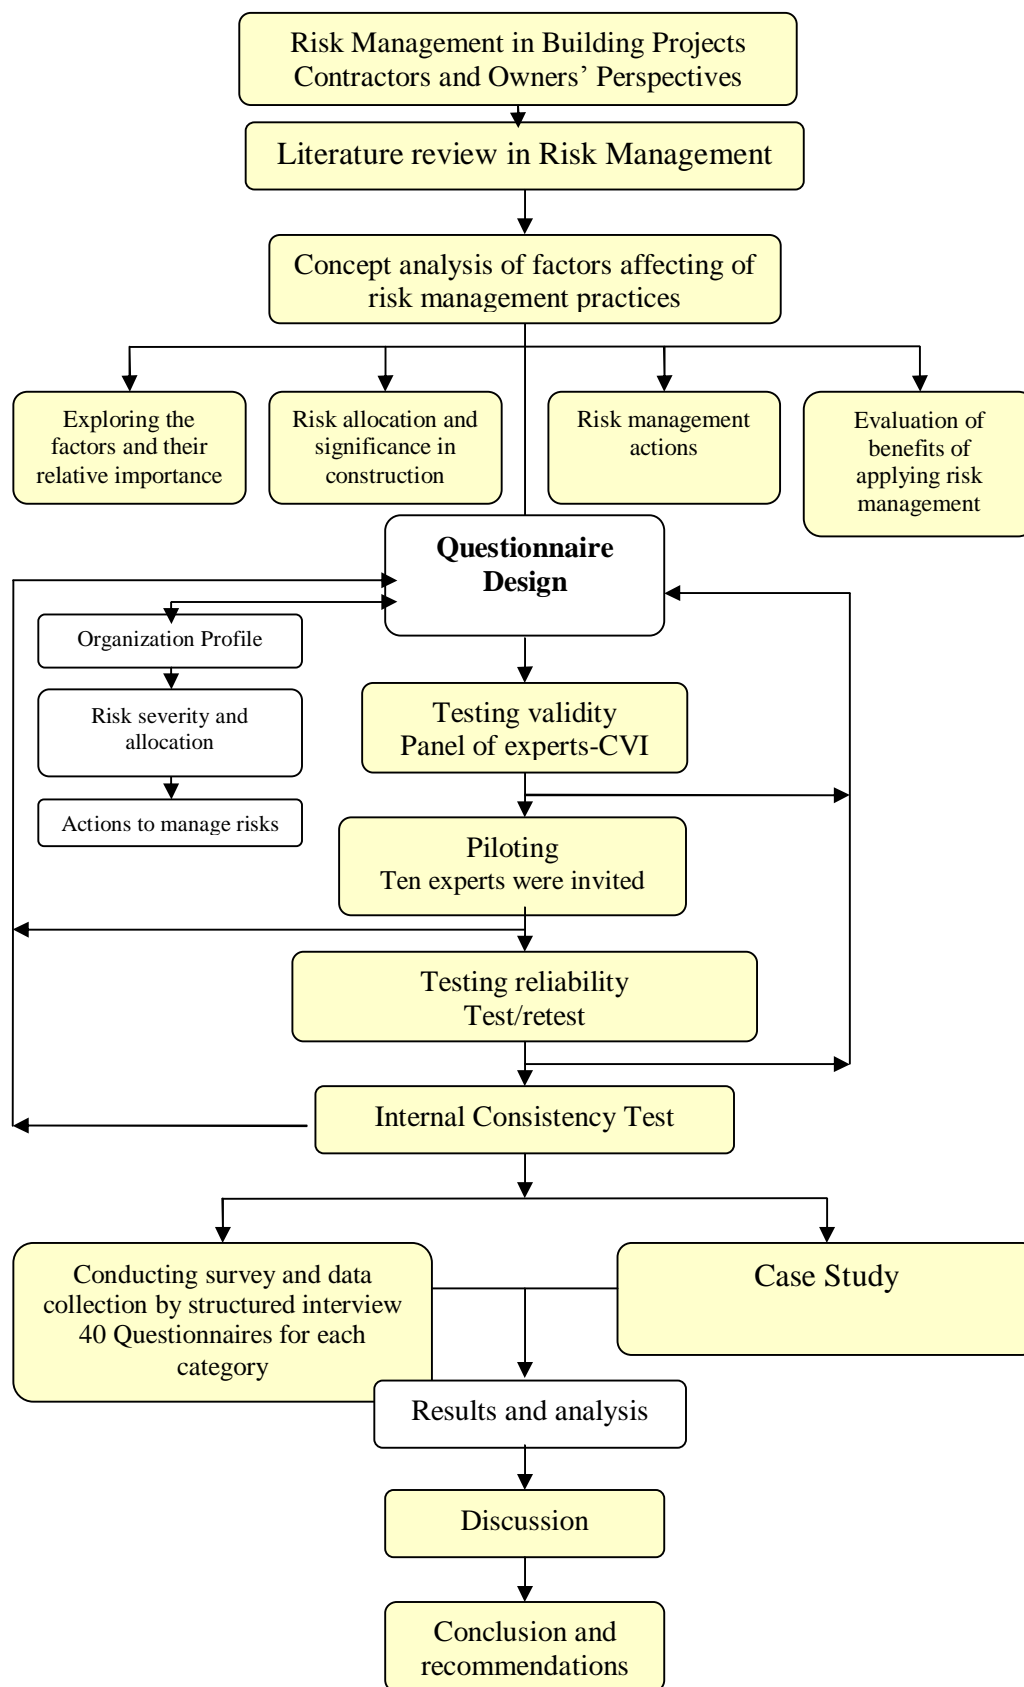 Risk Management in Building Projects
Contractors and Owners’ Perspectives
Literature review in Risk Management
Concept analysis of factors affecting of
risk management practices
Exploring the
factors and their
relative importance
Risk allocation and
significance in
construction
Risk management
actions
Evaluation of
benefits of
applying risk
management
Questionnaire
Design
Organization Profile
Risk severity and
allocation
Actions to manage risks
Testing validity
Panel of experts-CVI
Piloting
Ten experts were invited
Testing reliability
Test/retest
Internal Consistency Test
Conducting survey and data
collection by structured interview
40 Questionnaires for each
category
Case Study
Results and analysis
Discussion
Conclusion and
recommendations